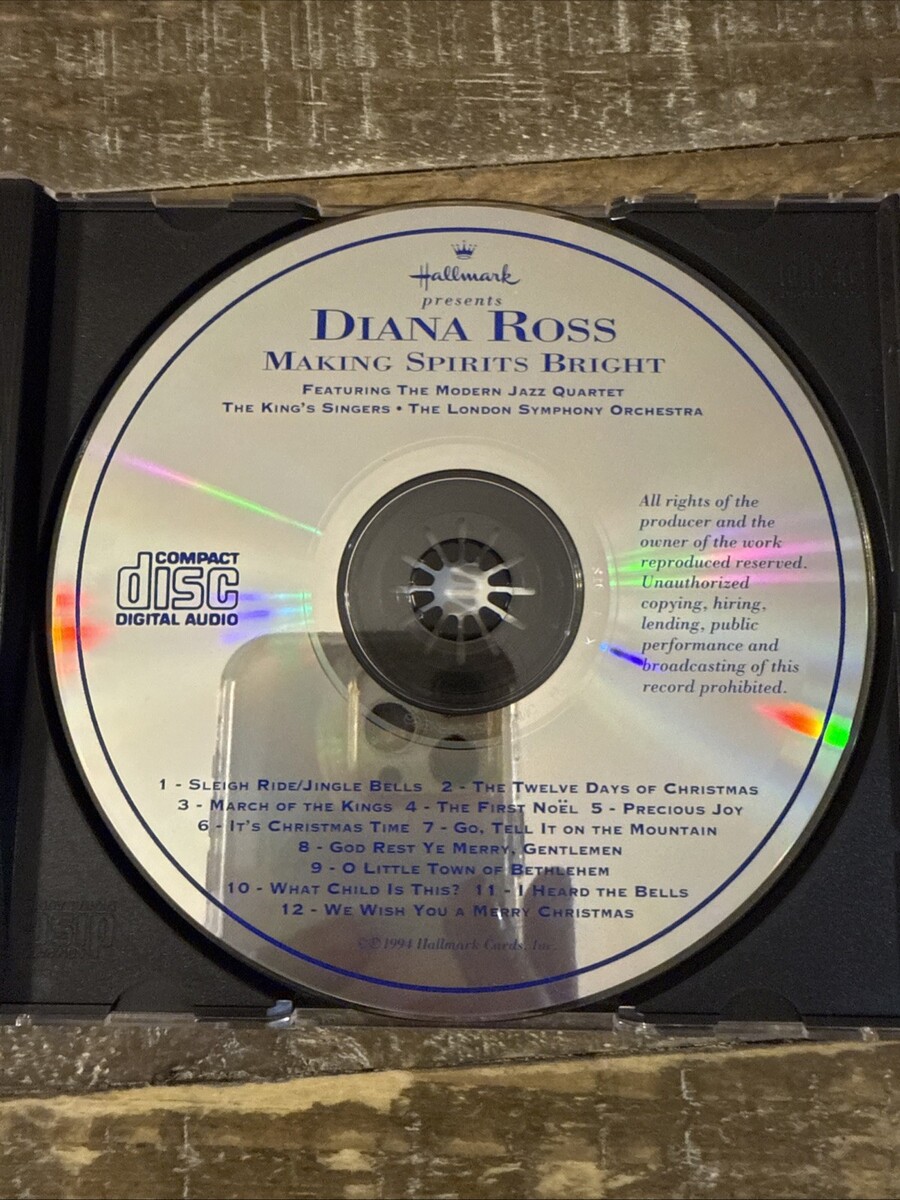 Hallmark
presents
DIANA ROSS
MAKING SPIRITS BRIGHT
FEATURING THE MODERN JAZZ QUARTET
THE KING'S SINGERS • THE LONDON SYMPHONY ORCHESTRA
All rights of the
producer and the
owner of the work
reproduced reserved.
Unauthorized
copying, hiring,
lending, public
performance and
broadcasting of this
record prohibited.
COMPACT
disc
DIGITAL AUDIO
1 - SLEIGH RIDE/JINGLE BELLS 2 - THE TWELVE DAYS OF CHRISTMAS
3 - MARCH OF THE KINGS 4 - THE FIRST NOËL 5 - PRECIOUS JOY
6 - IT'S CHRISTMAS TIME 7 - GO, TELL IT ON THE MOUNTAIN
8 - GOD REST YE MERRY, GENTLEMEN
9 - O LITTLE TOWN OF BETHLEHEM
10 - WHAT CHILD IS THIS? 11 - I HEARD THE BELLS
12 - WE WISH YOU A MERRY CHRISTMAS
©℗1994 Hallmark Cards, Inc.